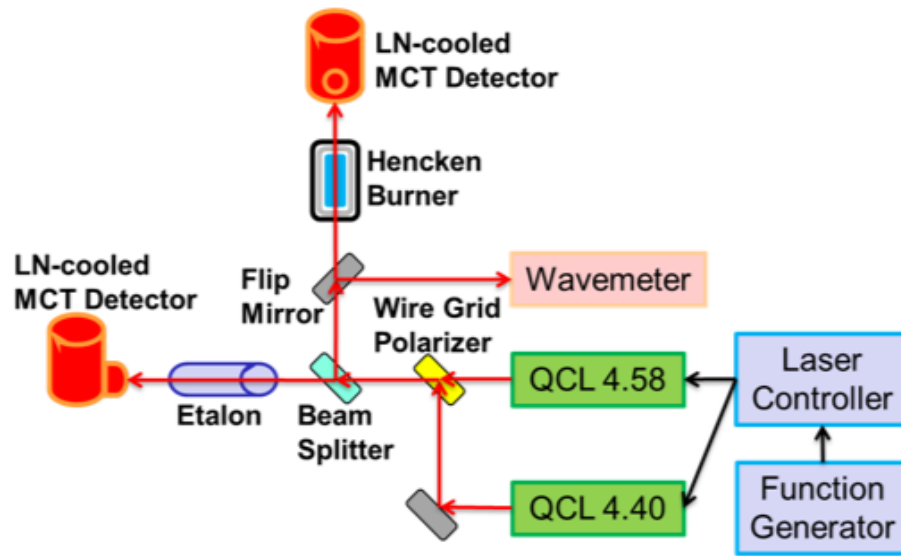 LN-cooled
MCT Detector
Hencken
Burner
LN-cooled
MCT Detector
Flip
Mirror
Wavemeter
Wire Grid
Polarizer
QCL 4.58
Laser
Controller
Etalon
Beam
Splitter
QCL 4.40
Function
Generator